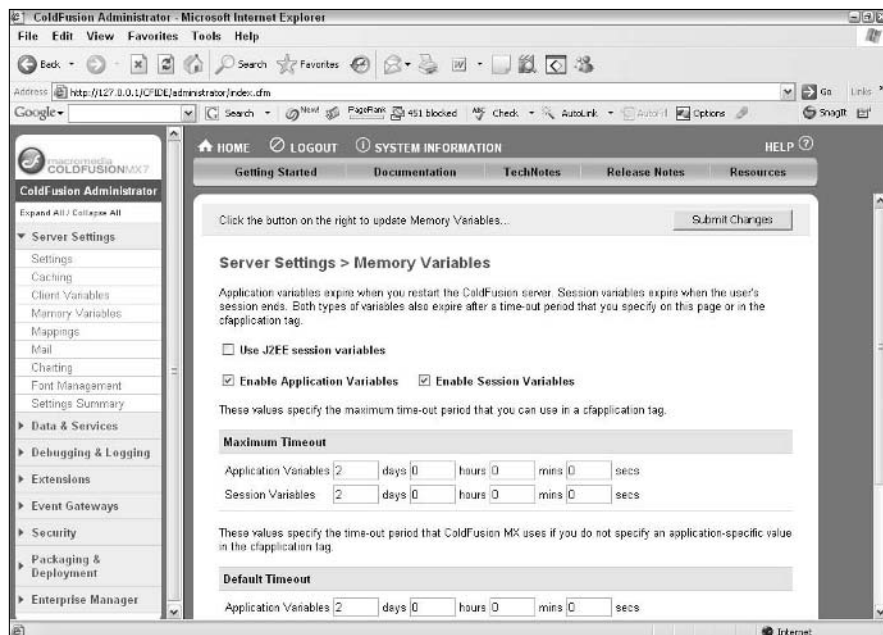 ColdFusion Administrator - Microsoft Internet Explorer
File Edit View Favorites Tools Help
Back Search Favorites
Address http://127.0.0.1/CFIDE/administrator/index.cfm Go Links
Google Search New! PageRank 451 blocked Check AutoLink AutoFill Options SnagIt
macromedia
COLDFUSION MX7
HOME LOGOUT SYSTEM INFORMATION HELP
Getting Started Documentation TechNotes Release Notes Resources
ColdFusion Administrator
Expand All / Collapse All
Server Settings
Settings
Caching
Client Variables
Memory Variables
Mappings
Mail
Charting
Font Management
Settings Summary
Data & Services
Debugging & Logging
Extensions
Event Gateways
Security
Packaging &
Deployment
Enterprise Manager
Click the button on the right to update Memory Variables... Submit Changes
Server Settings > Memory Variables
Application variables expire when you restart the ColdFusion server. Session variables expire when the user's
session ends. Both types of variables also expire after a time-out period that you specify on this page or in the
cfapplication tag.
Use J2EE session variables
Enable Application Variables Enable Session Variables
These values specify the maximum time-out period that you can use in a cfapplication tag.
Maximum Timeout
Application Variables 2 days 0 hours 0 mins 0 secs
Session Variables 2 days 0 hours 0 mins 0 secs
These values specify the time-out period that ColdFusion MX uses if you do not specify an application-specific value
in the cfapplication tag.
Default Timeout
Application Variables 2 days 0 hours 0 mins 0 secs
Internet